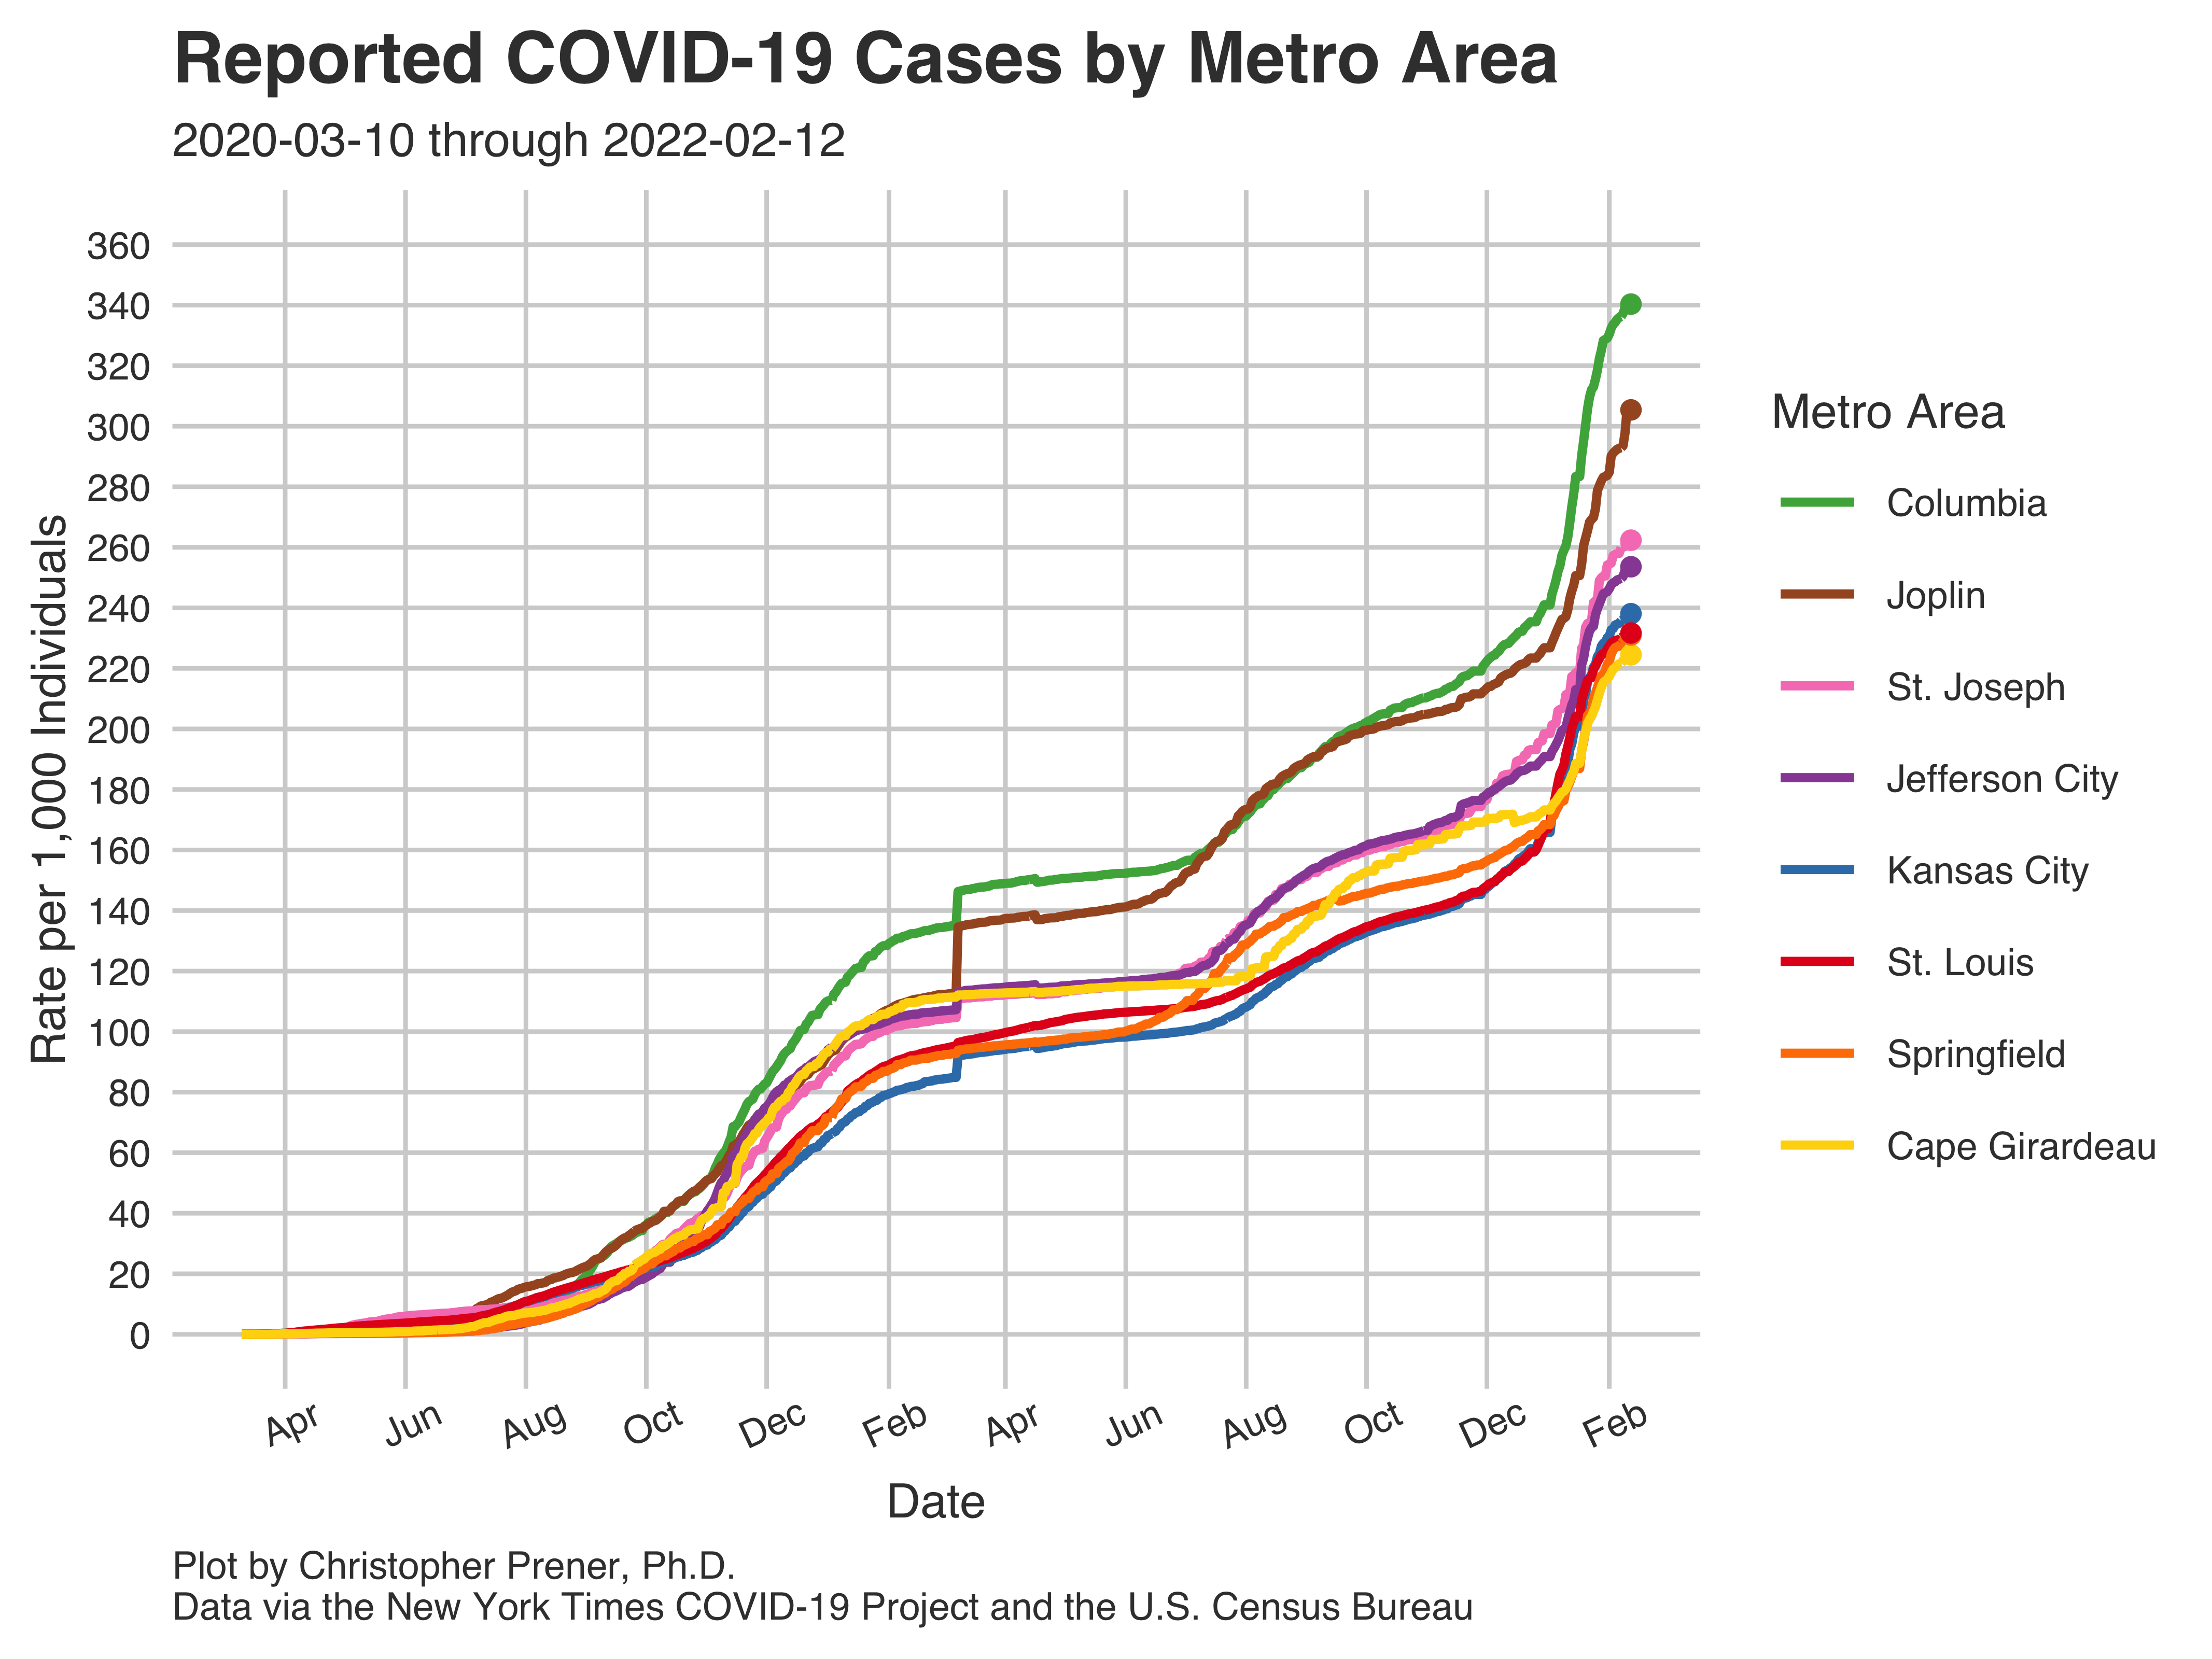 Reported COVID-19 Cases by Metro Area
2020-03-10 through 2022-02-12
360
340
320
300
280
260
240
220
200
180
160
140
120
100
80
60
40
20
0
Rate per 1,000 Individuals
Apr
Jun
Aug
Oct
Dec
Feb
Apr
Jun
Aug
Oct
Dec
Feb
Date
Metro Area
Columbia
Joplin
St. Joseph
Jefferson City
Kansas City
St. Louis
Springfield
Cape Girardeau
Plot by Christopher Prener, Ph.D.
Data via the New York Times COVID-19 Project and the U.S. Census Bureau